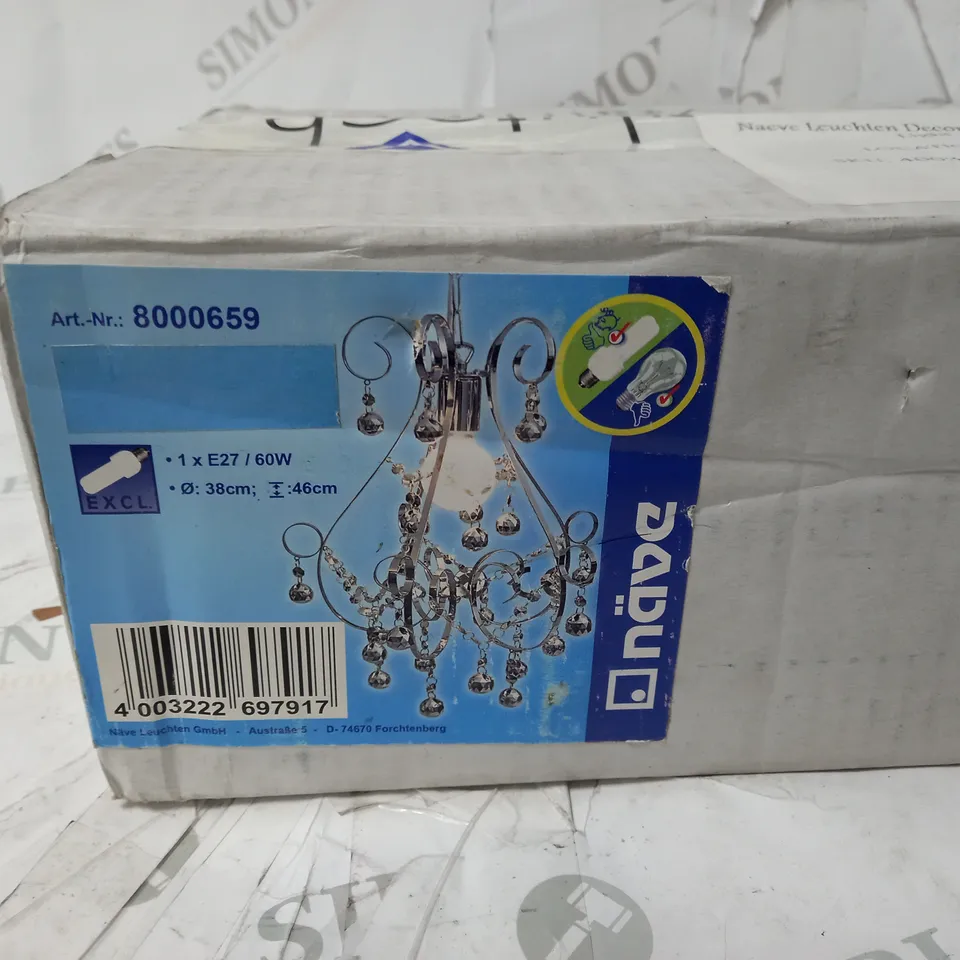 Naeve Leuchten Decor
Art.-Nr.: 8000659
• 1 x E27 / 60W
• Ø: 38cm; :46cm
EXCL.
näve
4 003222 697917
Näve Leuchten GmbH - Austraße 5 - D- 74670 Forchtenberg